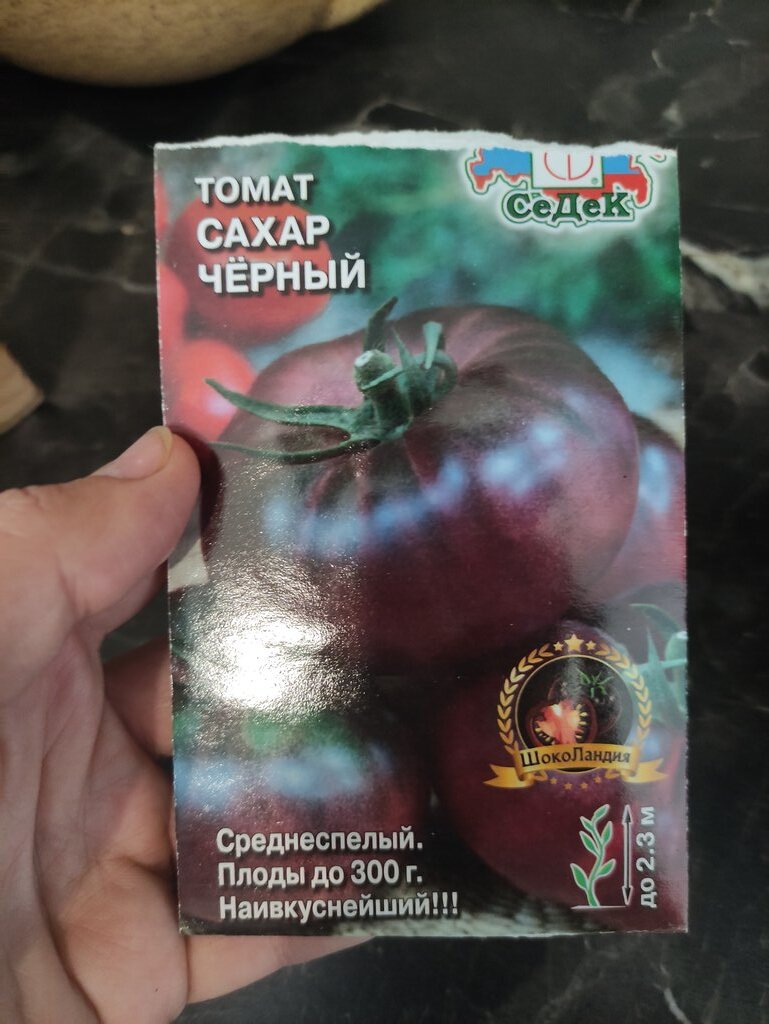 ТОМАТ
САХАР
ЧЁРНЫЙ
СеДеК
ШокоЛандия
Среднеспелый.
Плоды до 300 г.
Наивкуснейший!!!
до 2.3 м